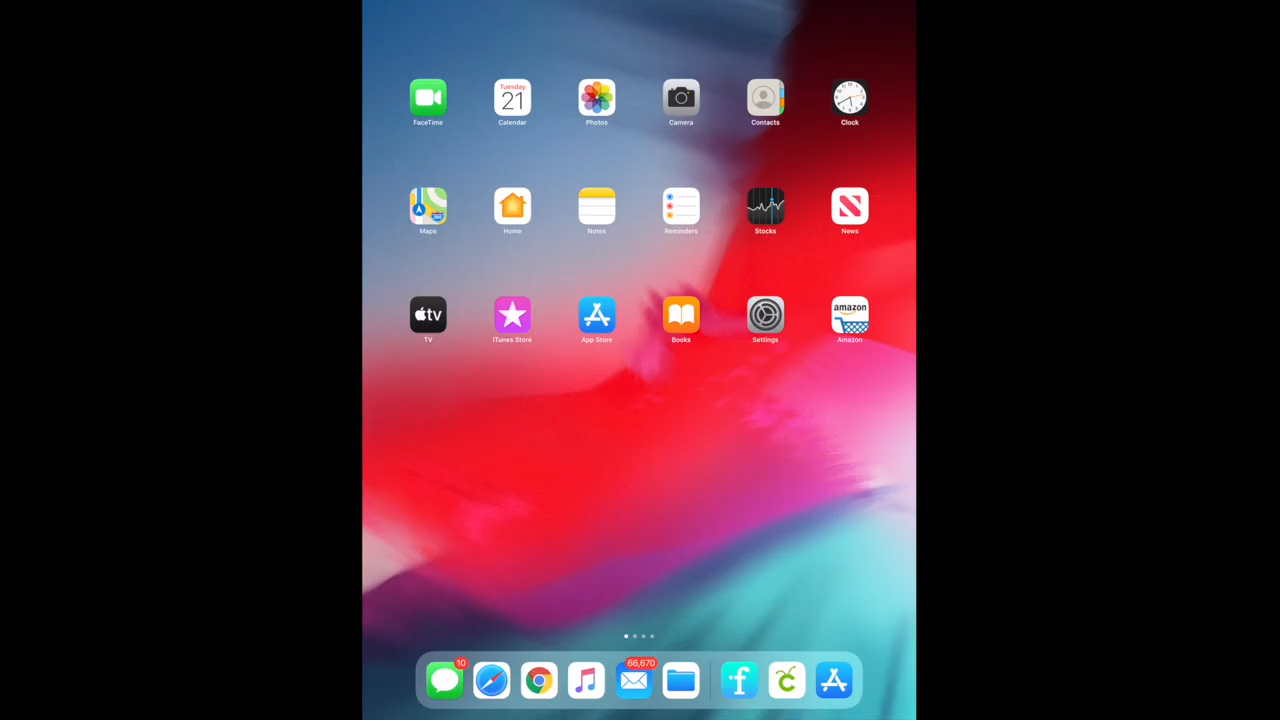 Tuesday
21
FaceTime
Calendar
Photos
Camera
Contacts
Clock
Maps
Home
Notes
Reminders
Stocks
News
tv
amazon
TV
iTunes Store
App Store
Books
Settings
Amazon
10
66,670